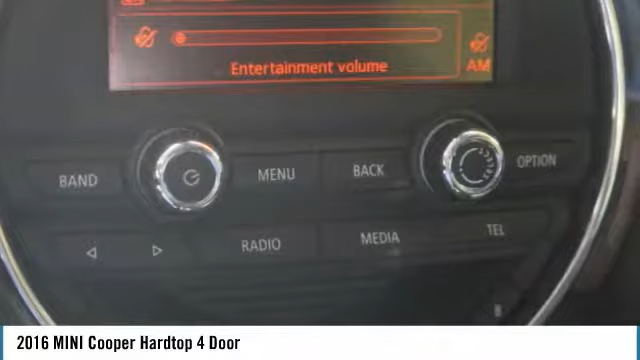 Entertainment volume
AM
BAND
MENU
BACK
OPTION
RADIO
MEDIA
TEL
2016 MINI Cooper Hardtop 4 Door